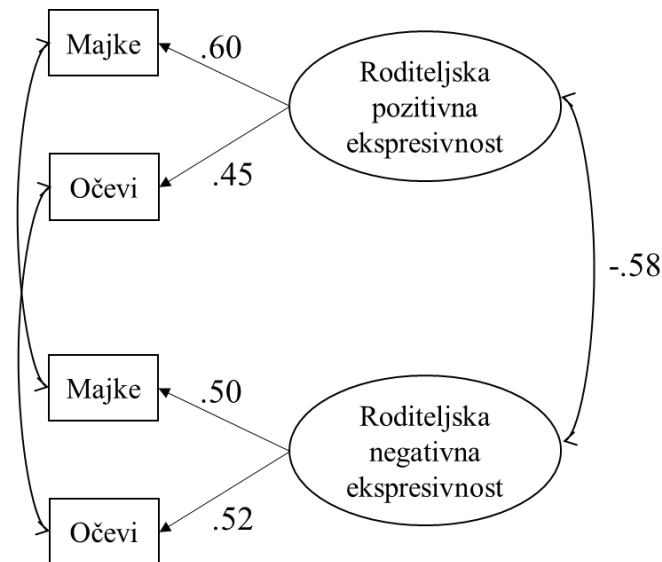 Majke
.60
Roditeljska
pozitivna
ekspresivnost
Očevi
.45
-.58
Majke
.50
Roditeljska
negativna
ekspresivnost
Očevi
.52